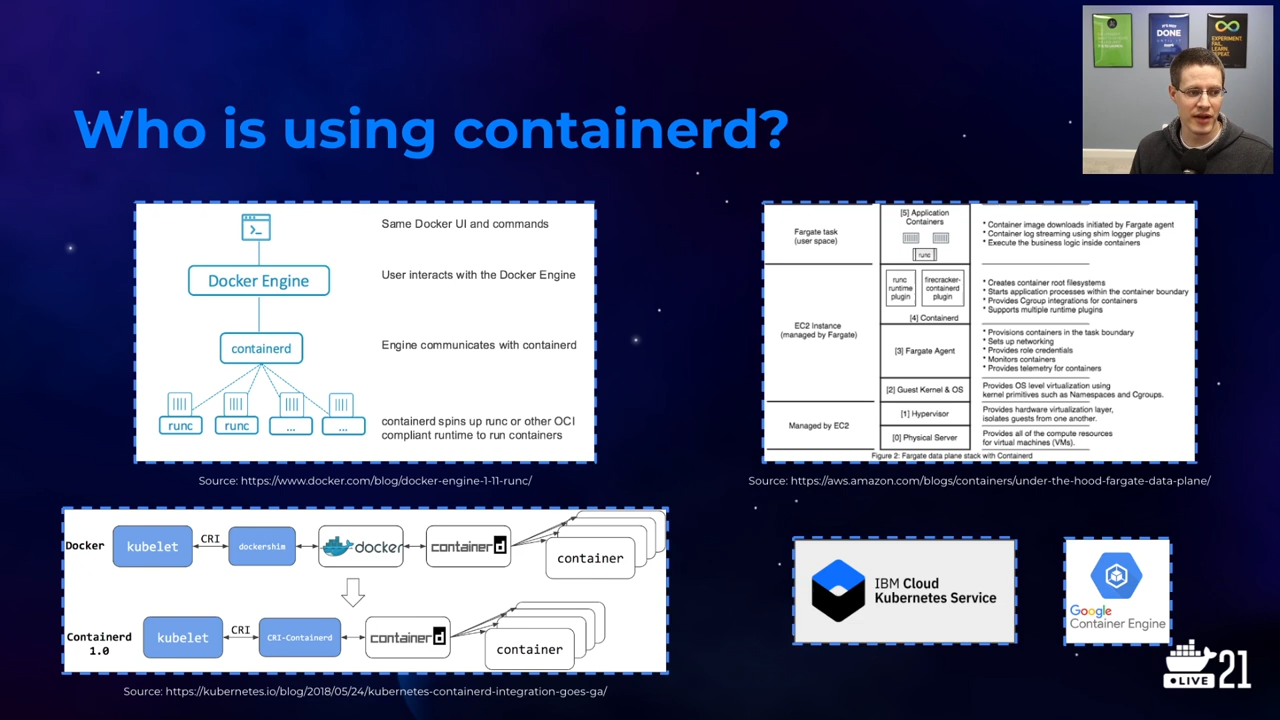 IT'S NOT
DONE
UNTIL IT
EXPERIMENT.
FAIL.
LEARN.
REPEAT.
Who is using containerd?
Same Docker UI and commands
Docker Engine
User interacts with the Docker Engine
containerd
Engine communicates with containerd
runc
runc
...
...
containerd spins up runc or other OCI
compliant runtime to run containers
Source: https://www.docker.com/blog/docker-engine-1-11-runc/
Fargate task
(user space)
[5] Application
Containers
runc
* Container image downloads initiated by Fargate agent
* Container log streaming using shim logger plugins
* Execute the business logic inside containers
EC2 Instance
(managed by Fargate)
runc
runtime
plugin
firecracker-
containerd
plugin
[4] Containerd
* Creates container root filesystems
* Starts application processes within the container boundary
* Provides Cgroup integrations for containers
* Supports multiple runtime plugins
[3] Fargate Agent
* Provisions containers in the task boundary
* Sets up networking
* Provides role credentials
* Monitors containers
* Provides telemetry for containers
[2] Guest Kernel & OS
Provides OS level virtualization using
kernel primitives such as Namespaces and Cgroups.
Managed by EC2
[1] Hypervisor
Provides hardware virtualization layer,
isolates guests from one another.
[0] Physical Server
Provides all of the compute resources
for virtual machines (VMs).
Figure 2: Fargate data plane stack with Containerd
Source: https://aws.amazon.com/blogs/containers/under-the-hood-fargate-data-plane/
Docker
kubelet
CRI
dockershim
docker
containerd
container
Containerd
1.0
kubelet
CRI
CRI-Containerd
containerd
container
Source: https://kubernetes.io/blog/2018/05/24/kubernetes-containerd-integration-goes-ga/
IBM Cloud
Kubernetes Service
Google
Container Engine
LIVE 21